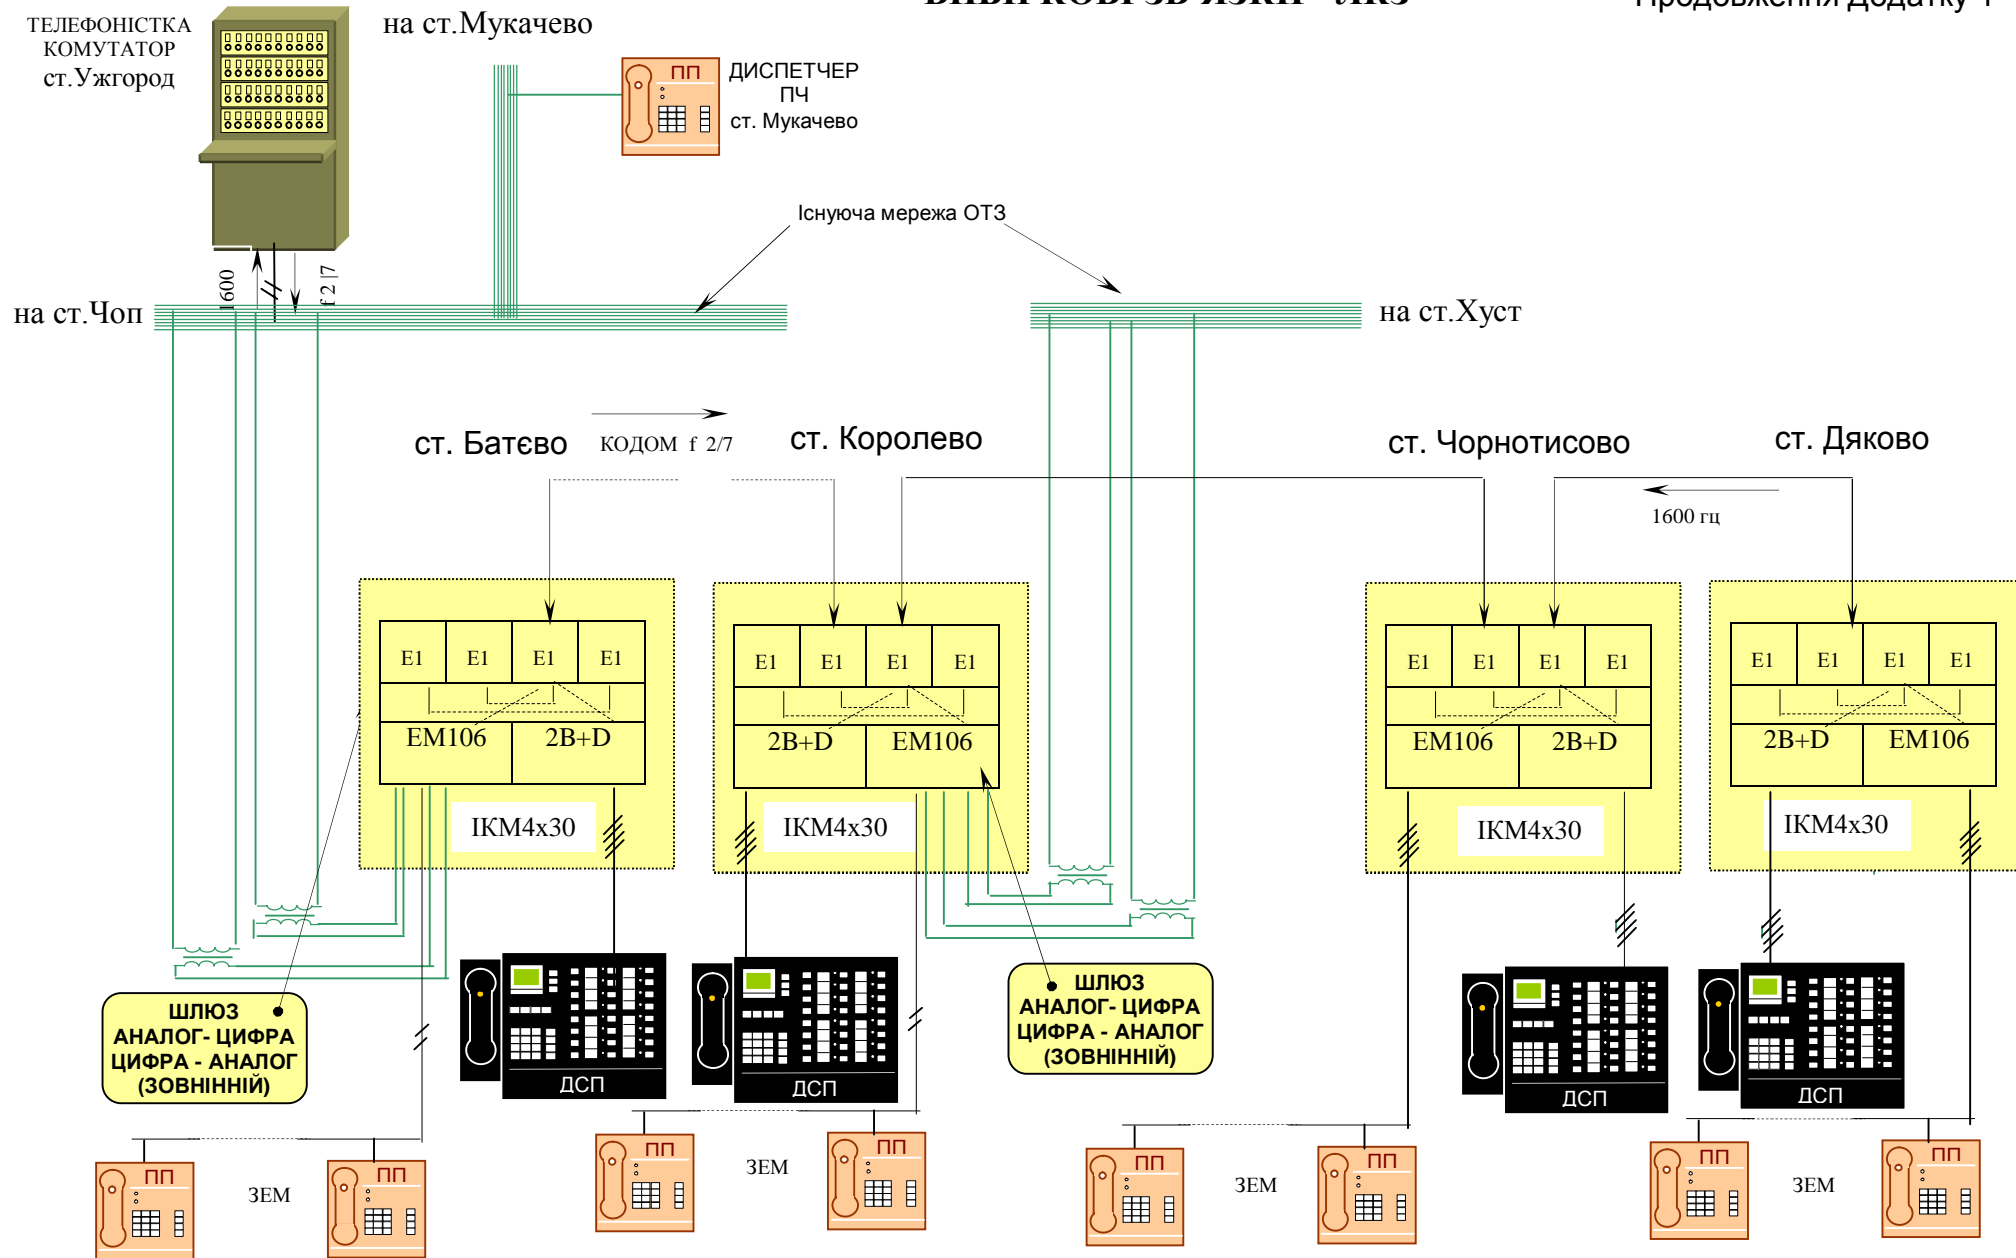 ТЕЛЕФОНІСТКА
КОМУТАТОР
ст.Ужгород
на ст.Мукачево
ПП
ДИСПЕТЧЕР
ПЧ
ст. Мукачево
Існуюча мережа ОТЗ
1600
f 2 |7
на ст.Чоп
на ст.Хуст
ст. Батєво
КОДОМ f 2/7
ст. Королево
ст. Чорнотисово
ст. Дяково
1600 гц
E1 E1 E1 E1
EM106 2B+D
ІКМ4х30
E1 E1 E1 E1
2B+D EM106
ІКМ4х30
E1 E1 E1 E1
EM106 2B+D
ІКМ4х30
E1 E1 E1 E1
2B+D EM106
ІКМ4х30
ШЛЮЗ
АНАЛОГ- ЦИФРА
ЦИФРА - АНАЛОГ
(ЗОВНІННІЙ)
ДСП
ДСП
ШЛЮЗ
АНАЛОГ- ЦИФРА
ЦИФРА - АНАЛОГ
(ЗОВНІННІЙ)
ДСП
ДСП
ПП ЗЕМ ПП
ПП ЗЕМ ПП
ПП ЗЕМ ПП
ПП ЗЕМ ПП